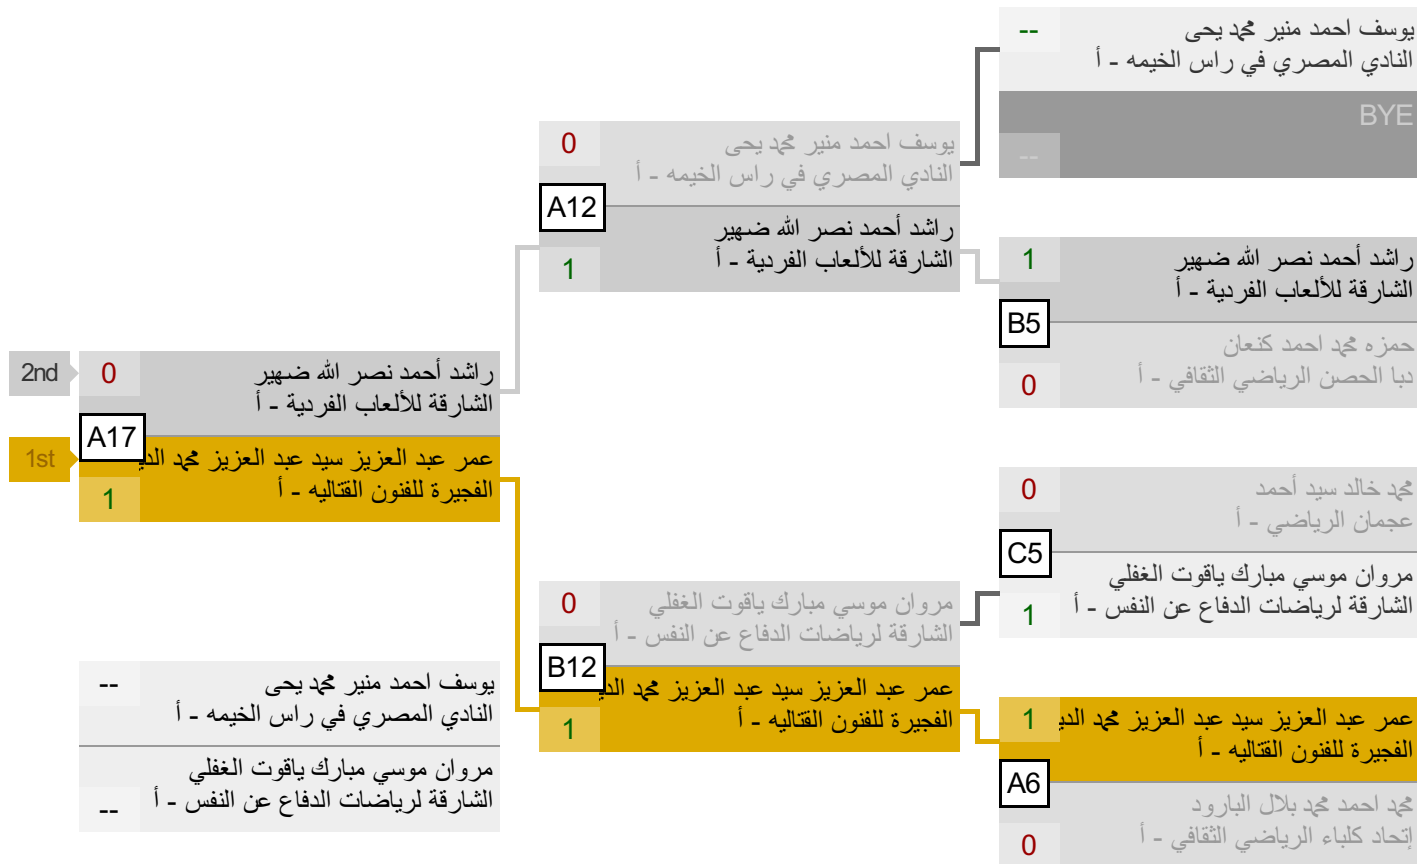 --
يوسف احمد منير محمد يحى
النادي المصري في راس الخيمه - أ
BYE
--
0
يوسف احمد منير محمد يحى
النادي المصري في راس الخيمه - أ
A12
راشد أحمد نصر الله ضهير
الشارقة للألعاب الفردية - أ
1
1
راشد أحمد نصر الله ضهير
الشارقة للألعاب الفردية - أ
B5
حمزه محمد احمد كنعان
دبا الحصن الرياضي الثقافي - أ
0
2nd
0
راشد أحمد نصر الله ضهير
الشارقة للألعاب الفردية - أ
A17
1st
عمر عبد العزيز سيد عبد العزيز محمد
الفجيرة للفنون القتاليه - أ
1
0
محمد خالد سيد أحمد
عجمان الرياضي - أ
C5
مروان موسي مبارك ياقوت الغفلي
الشارقة لرياضات الدفاع عن النفس - أ
1
0
مروان موسي مبارك ياقوت الغفلي
الشارقة لرياضات الدفاع عن النفس - أ
B12
عمر عبد العزيز سيد عبد العزيز محمد
الفجيرة للفنون القتاليه - أ
1
--
يوسف احمد منير محمد يحى
النادي المصري في راس الخيمه - أ
مروان موسي مبارك ياقوت الغفلي
الشارقة لرياضات الدفاع عن النفس - أ
--
1
عمر عبد العزيز سيد عبد العزيز محمد
الفجيرة للفنون القتاليه - أ
A6
محمد احمد محمد بلال البارود
إتحاد كلباء الرياضي الثقافي - أ
0